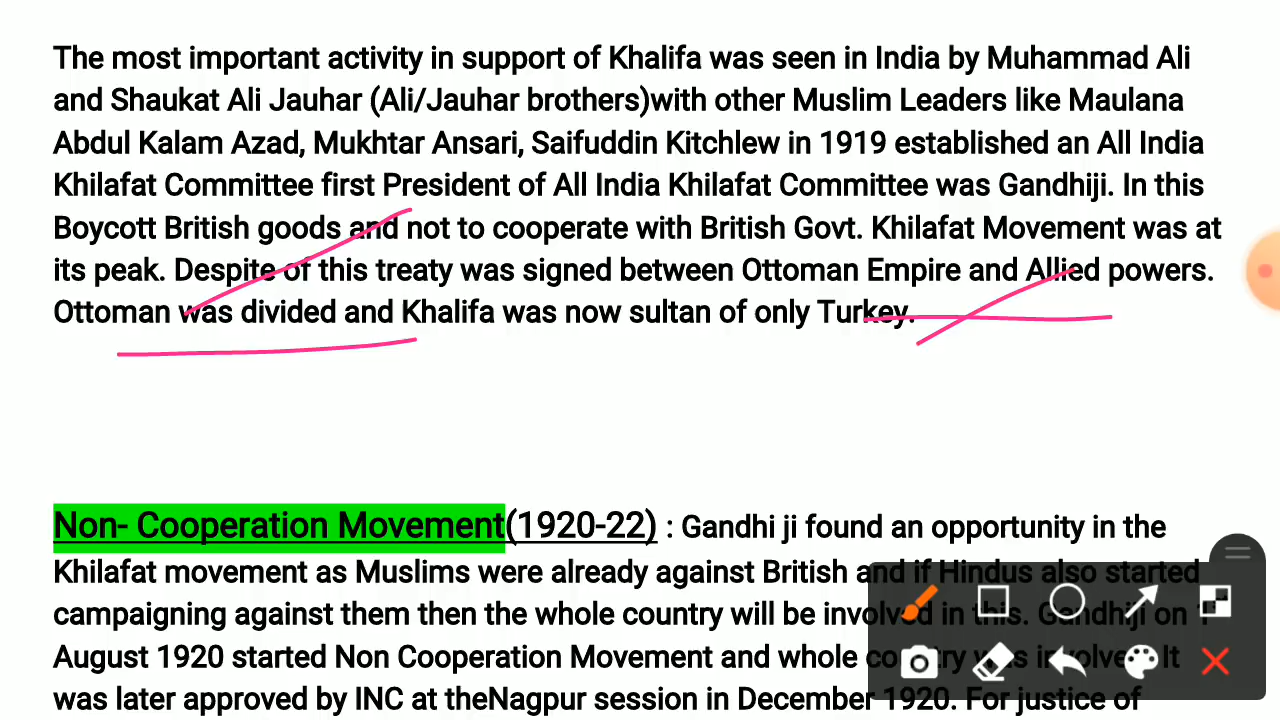 The most important activity in support of Khalifa was seen in India by Muhammad Ali
and Shaukat Ali Jauhar (Ali/Jauhar brothers)with other Muslim Leaders like Maulana
Abdul Kalam Azad, Mukhtar Ansari, Saifuddin Kitchlew in 1919 established an All India
Khilafat Committee first President of All India Khilafat Committee was Gandhiji. In this
Boycott British goods and not to cooperate with British Govt. Khilafat Movement was at
its peak. Despite of this treaty was signed between Ottoman Empire and Allied powers.
Ottoman was divided and Khalifa was now sultan of only Turkey.
Non- Cooperation Movement(1920-22) : Gandhi ji found an opportunity in the
Khilafat movement as Muslims were already against British and if Hindus also started
campaigning against them then the whole country will be involved in this. Gandhiji on
August 1920 started Non Cooperation Movement and whole country was involved It
was later approved by INC at theNagpur session in December 1920. For justice of